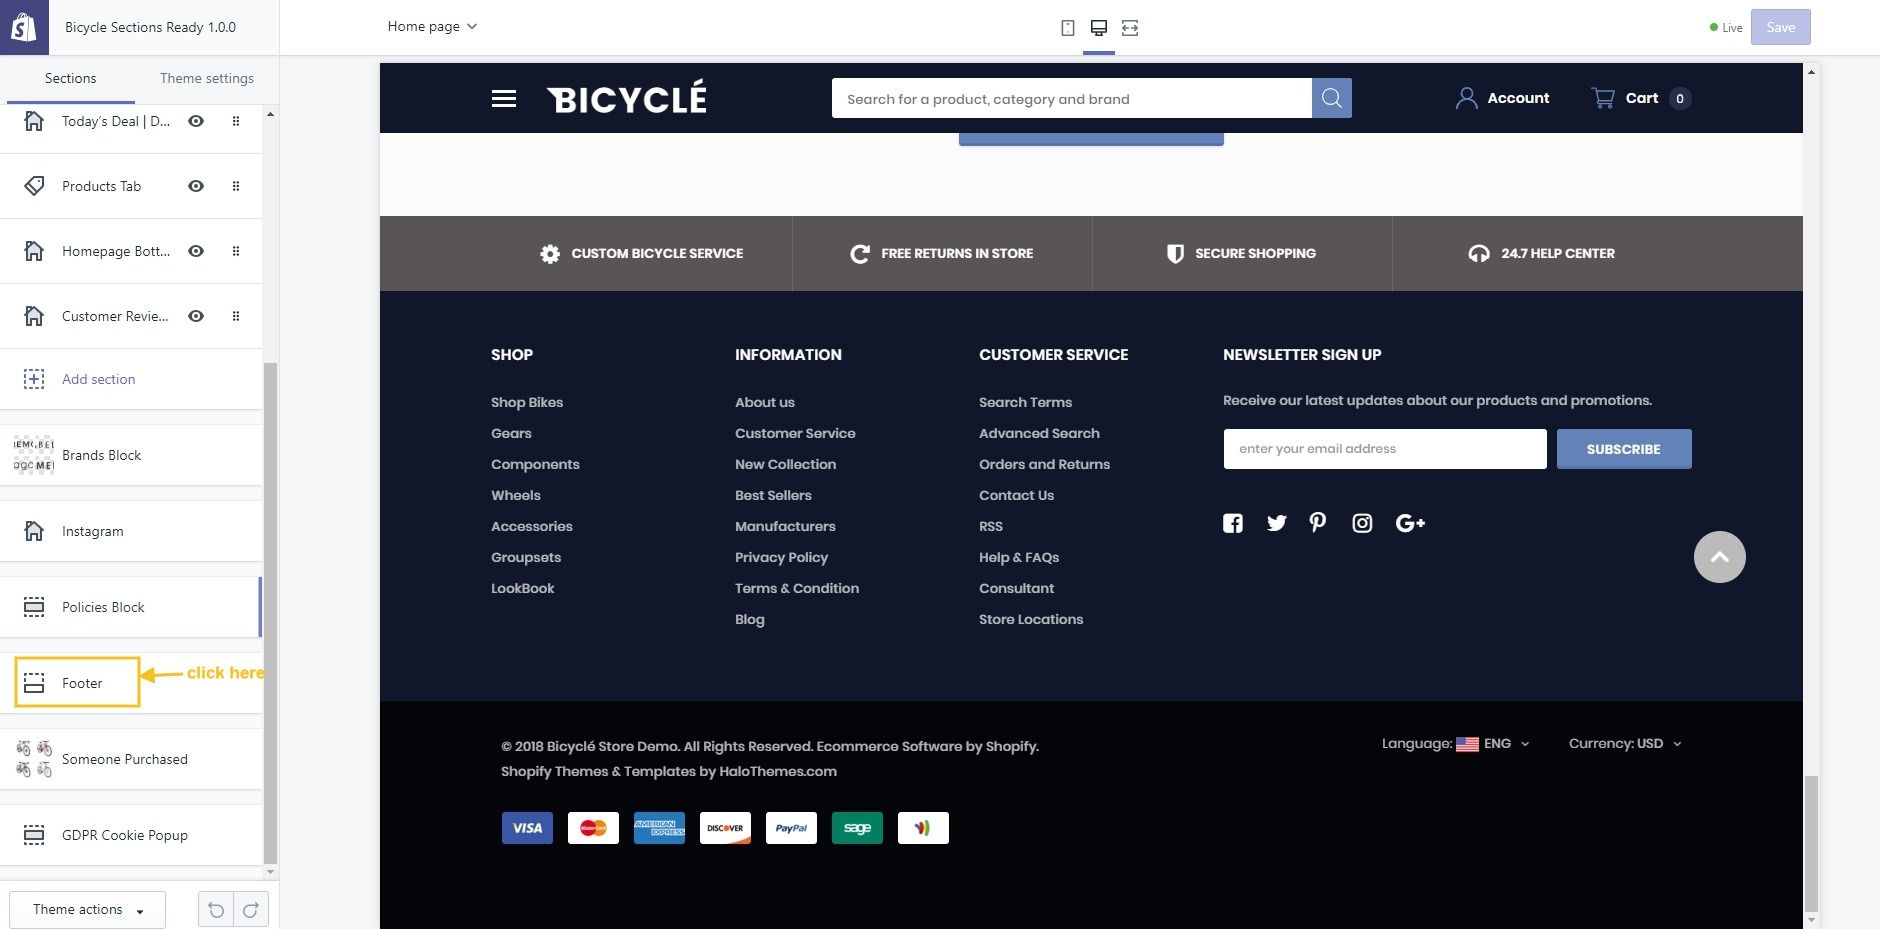 Bicycle Sections Ready 1.0.0
Home page
Live
Save
Sections
Theme settings
Today's Deal | D...
Products Tab
Homepage Bott...
Customer Revie...
Add section
Brands Block
Instagram
Policies Block
Footer
click here
Someone Purchased
GDPR Cookie Popup
Theme actions
BICYCLÉ
Search for a product, category and brand
Account
Cart 0
CUSTOM BICYCLE SERVICE
FREE RETURNS IN STORE
SECURE SHOPPING
24.7 HELP CENTER
SHOP
Shop Bikes
Gears
Components
Wheels
Accessories
Groupsets
LookBook
INFORMATION
About us
Customer Service
New Collection
Best Sellers
Manufacturers
Privacy Policy
Terms & Condition
Blog
CUSTOMER SERVICE
Search Terms
Advanced Search
Orders and Returns
Contact Us
RSS
Help & FAQs
Consultant
Store Locations
NEWSLETTER SIGN UP
Receive our latest updates about our products and promotions.
enter your email address
SUBSCRIBE
G+
© 2018 Bicyclé Store Demo. All Rights Reserved. Ecommerce Software by Shopify.
Shopify Themes & Templates by HaloThemes.com
Language: ENG
Currency: USD
VISA
MasterCard
AMERICAN EXPRESS
DISCOVER
PayPal
sage